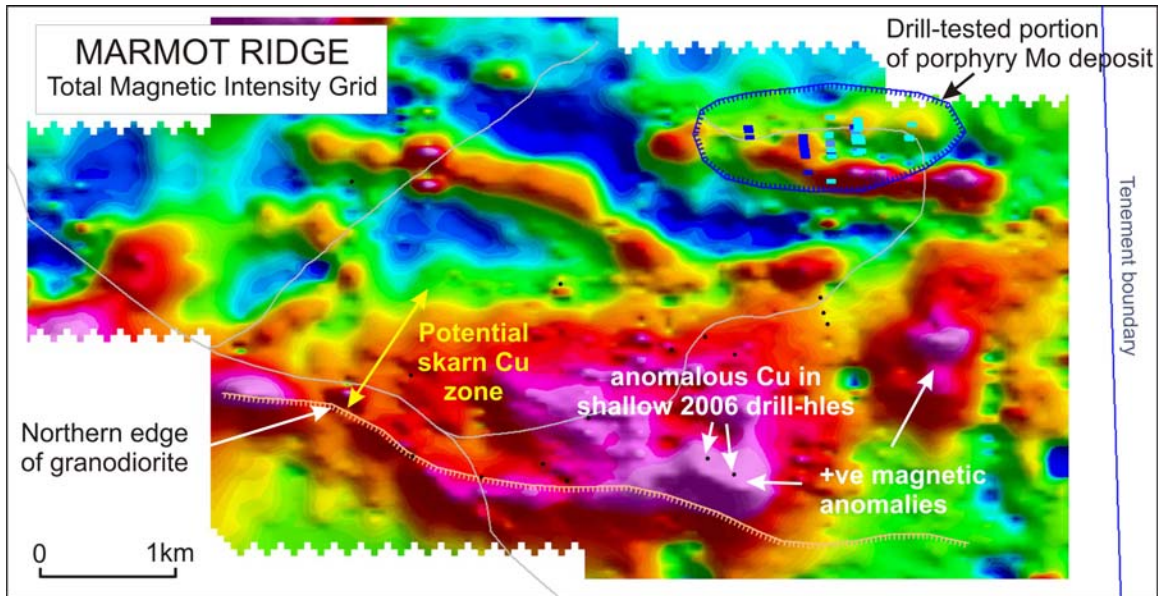 MARMOT RIDGE
Total Magnetic Intensity Grid
Drill-tested portion
of porphyry Mo deposit
Tenement boundary
Potential
skarn Cu
zone
anomalous Cu in
shallow 2006 drill-hles
Northern edge
of granodiorite
+ve magnetic
anomalies
0 1km